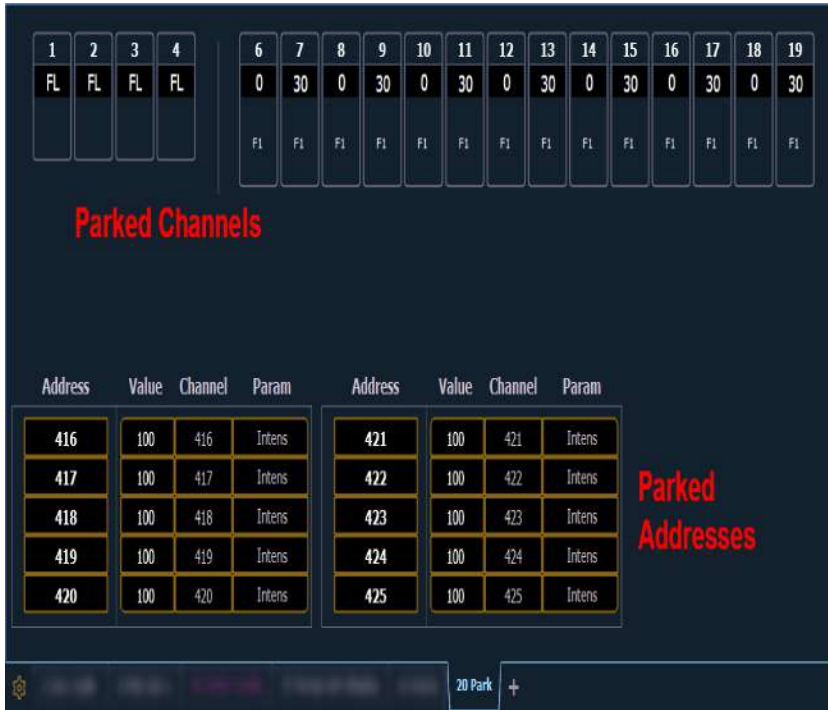 1 2 3 4 6 7 8 9 10 11 12 13 14 15 16 17 18 19
FL FL FL FL 0 30 0 30 0 30 0 30 0 30 0 30 0 30
F1 F1 F1 F1 F1 F1 F1 F1 F1 F1 F1 F1 F1 F1
Parked Channels
Address Value Channel Param Address Value Channel Param
416 100 416 Intens 421 100 421 Intens
417 100 417 Intens 422 100 422 Intens
418 100 418 Intens 423 100 423 Intens
419 100 419 Intens 424 100 424 Intens
420 100 420 Intens 425 100 425 Intens
Parked
Addresses
20 Park +